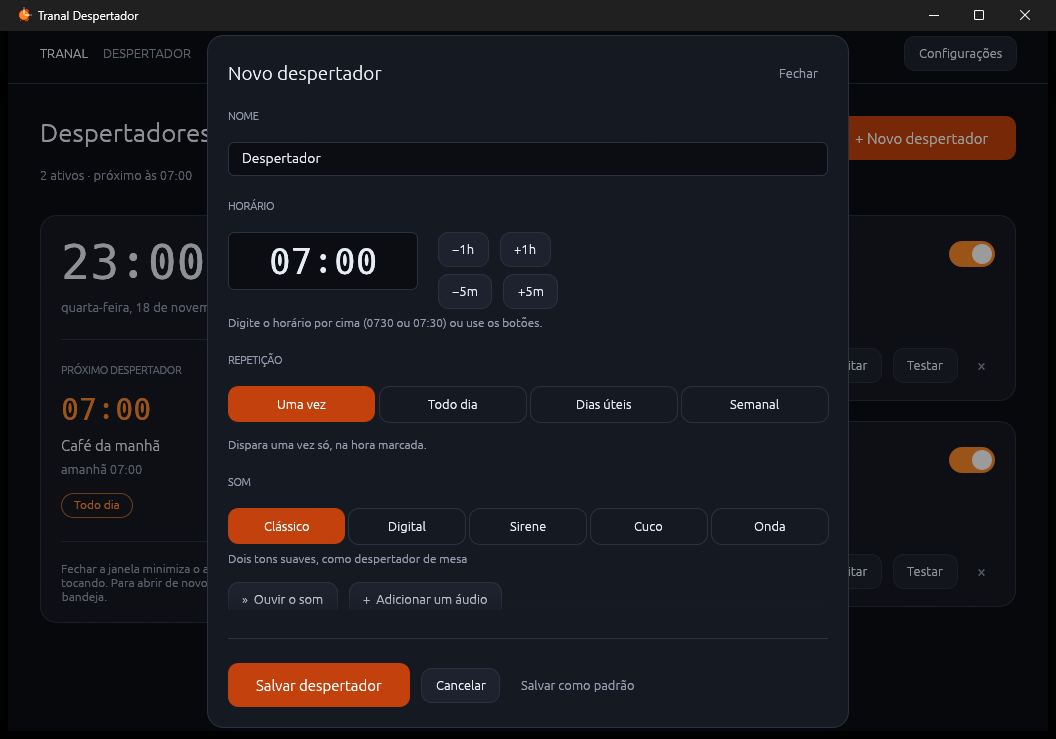 Tranal Despertador
TRANAL DESPERTADOR
Configurações
Novo despertador
Fechar
NOME
Despertador
HORÁRIO
07:00
−1h
+1h
−5m
+5m
Digite o horário por cima (0730 ou 07:30) ou use os botões.
REPETIÇÃO
Uma vez
Todo dia
Dias úteis
Semanal
Dispara uma vez só, na hora marcada.
SOM
Clássico
Digital
Sirene
Cuco
Onda
Dois tons suaves, como despertador de mesa
» Ouvir o som
+ Adicionar um áudio
Salvar despertador
Cancelar
Salvar como padrão
Despertadores
2 ativos · próximo às 07:00
+ Novo despertador
23:00
quarta-feira, 18 de novem
PRÓXIMO DESPERTADOR
07:00
Café da manhã
amanhã 07:00
Todo dia
Fechar a janela minimiza o a
tocando. Para abrir de novo
bandeja.
itar
Testar
×
itar
Testar
×